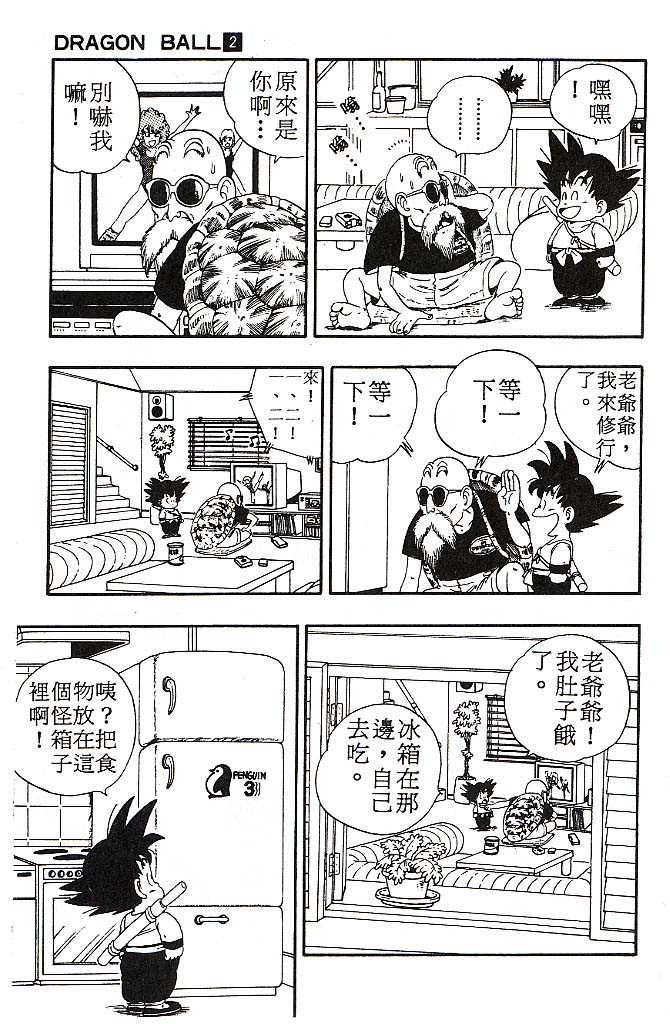 DRAGON BALL 2
嘿嘿
！
……
原來是
你啊…
別嚇我
嘛！
老爺爺，
我來修行
了。
等一
下！
等一
下！
來！
一、二！
一、二！
老爺爺！
我肚子餓
了。
冰箱在那
邊，自己
去吃。
咦？把食
物放在這
個怪箱子
裡啊！
PENGUIN
3